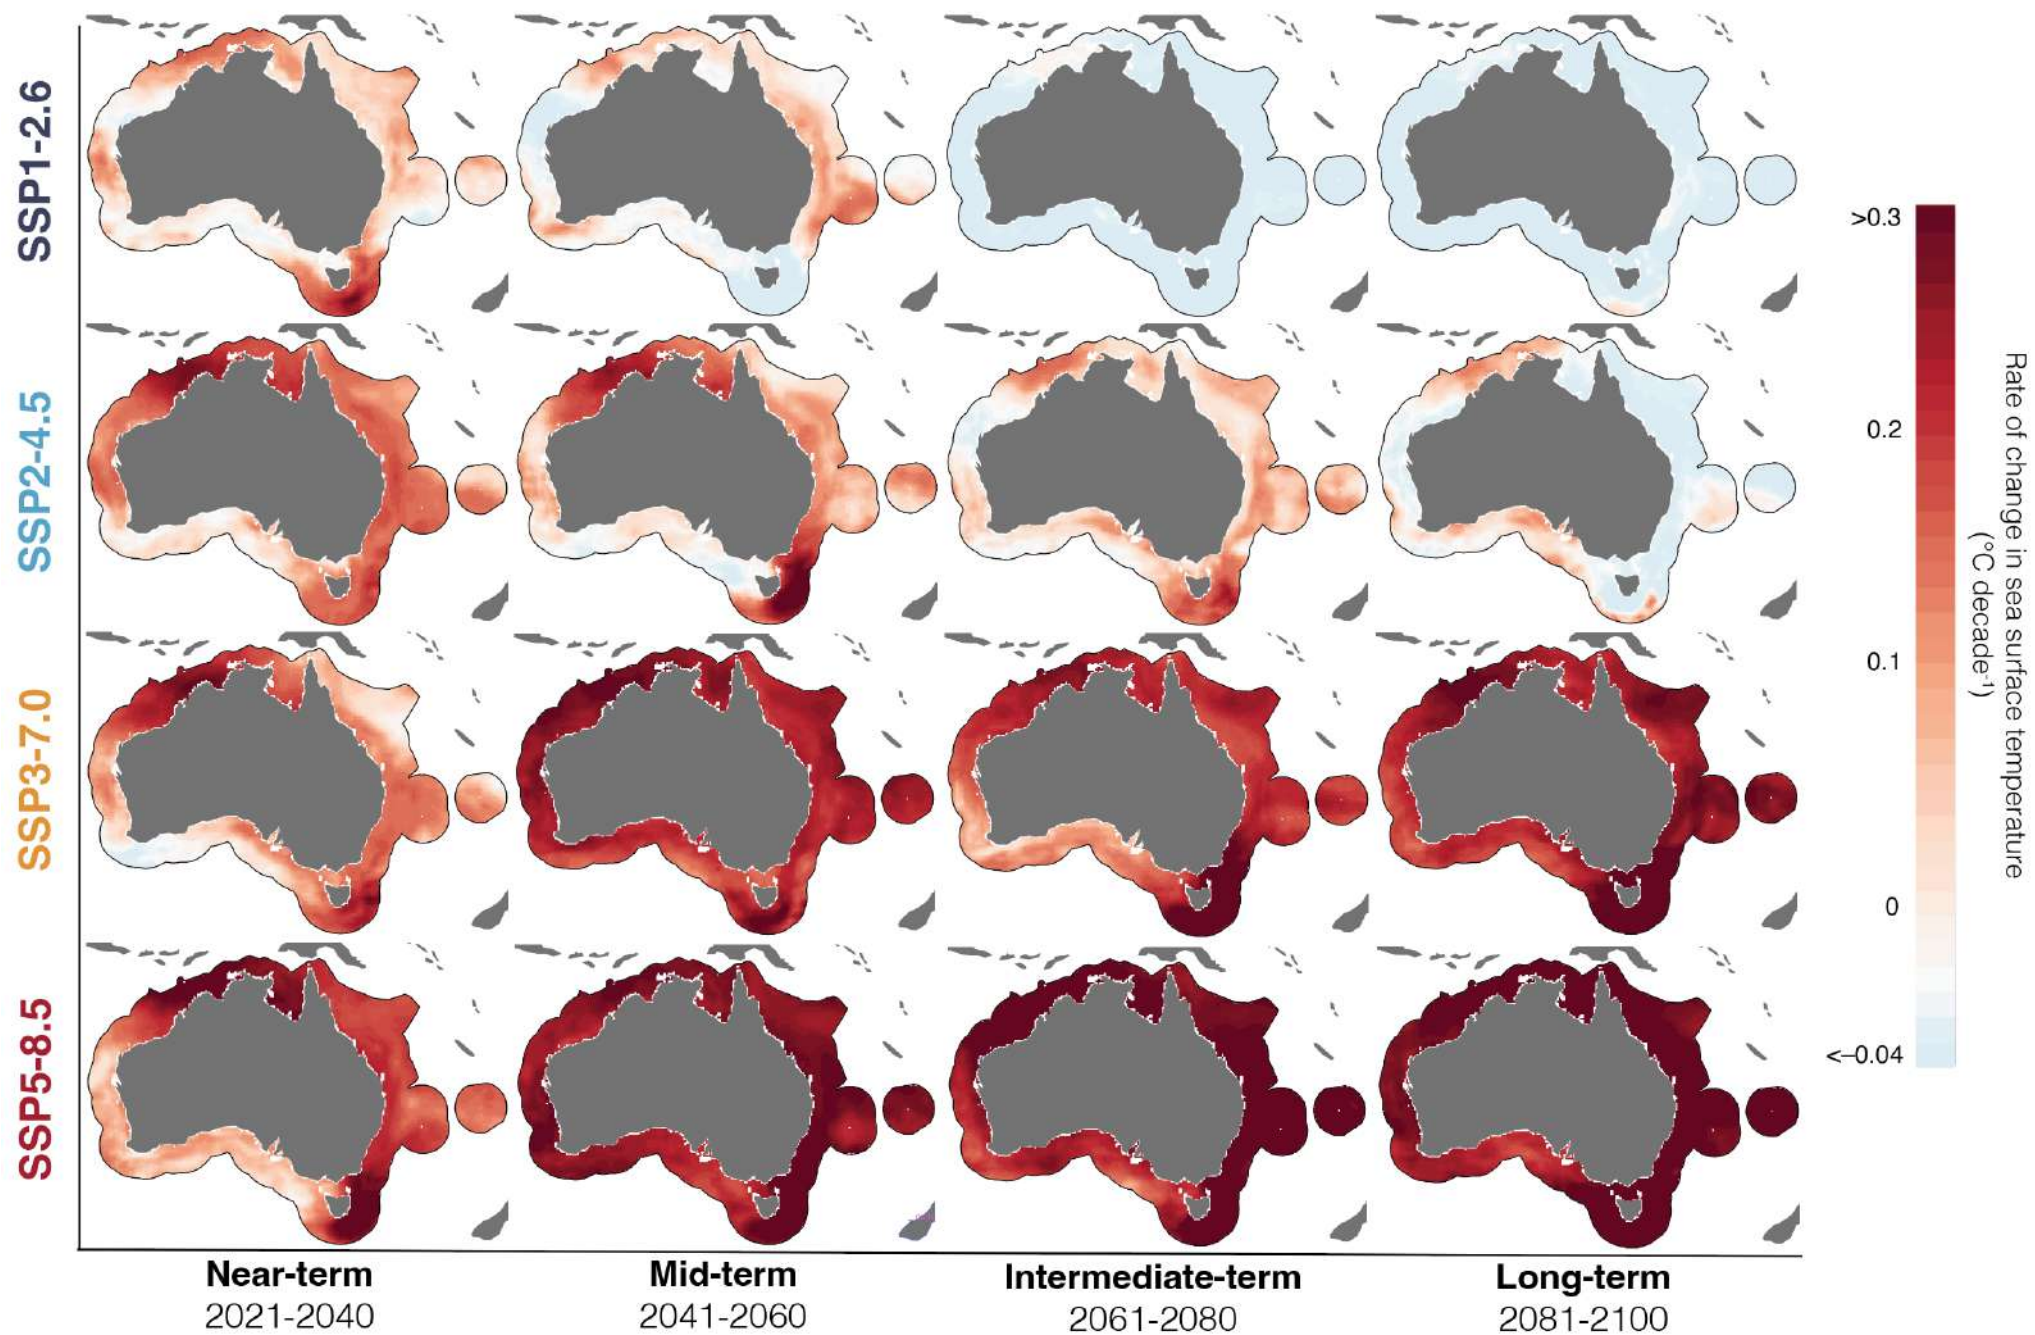 SSP1-2.6
SSP2-4.5
SSP3-7.0
SSP5-8.5
>0.3
0.2
0.1
0
<–0.04
Rate of change in sea surface temperature
(°C decade⁻¹)
Near-term
2021-2040
Mid-term
2041-2060
Intermediate-term
2061-2080
Long-term
2081-2100